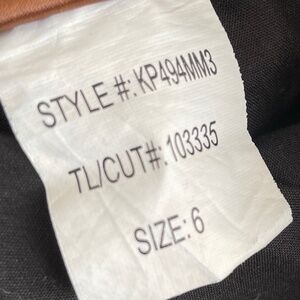 STYLE #: KP494MM3
TL/CUT#: 103335
SIZE: 6